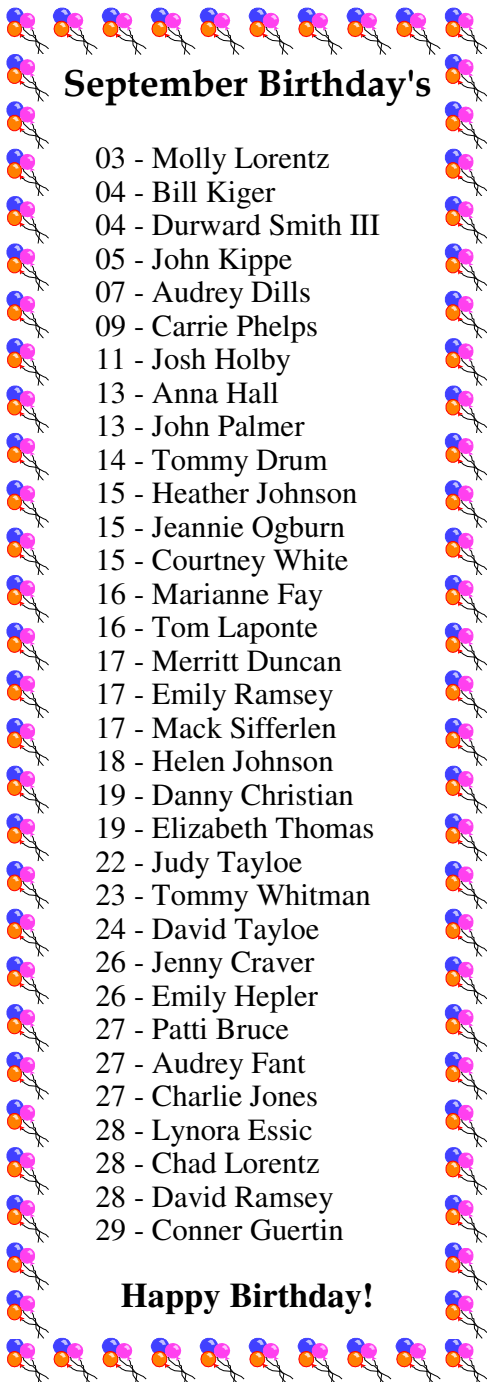 September Birthday's
03 - Molly Lorentz
04 - Bill Kiger
04 - Durward Smith III
05 - John Kippe
07 - Audrey Dills
09 - Carrie Phelps
11 - Josh Holby
13 - Anna Hall
13 - John Palmer
14 - Tommy Drum
15 - Heather Johnson
15 - Jeannie Ogburn
15 - Courtney White
16 - Marianne Fay
16 - Tom Laponte
17 - Merritt Duncan
17 - Emily Ramsey
17 - Mack Sifferlen
18 - Helen Johnson
19 - Danny Christian
19 - Elizabeth Thomas
22 - Judy Tayloe
23 - Tommy Whitman
24 - David Tayloe
26 - Jenny Craver
26 - Emily Hepler
27 - Patti Bruce
27 - Audrey Fant
27 - Charlie Jones
28 - Lynora Essic
28 - Chad Lorentz
28 - David Ramsey
29 - Conner Guertin
Happy Birthday!